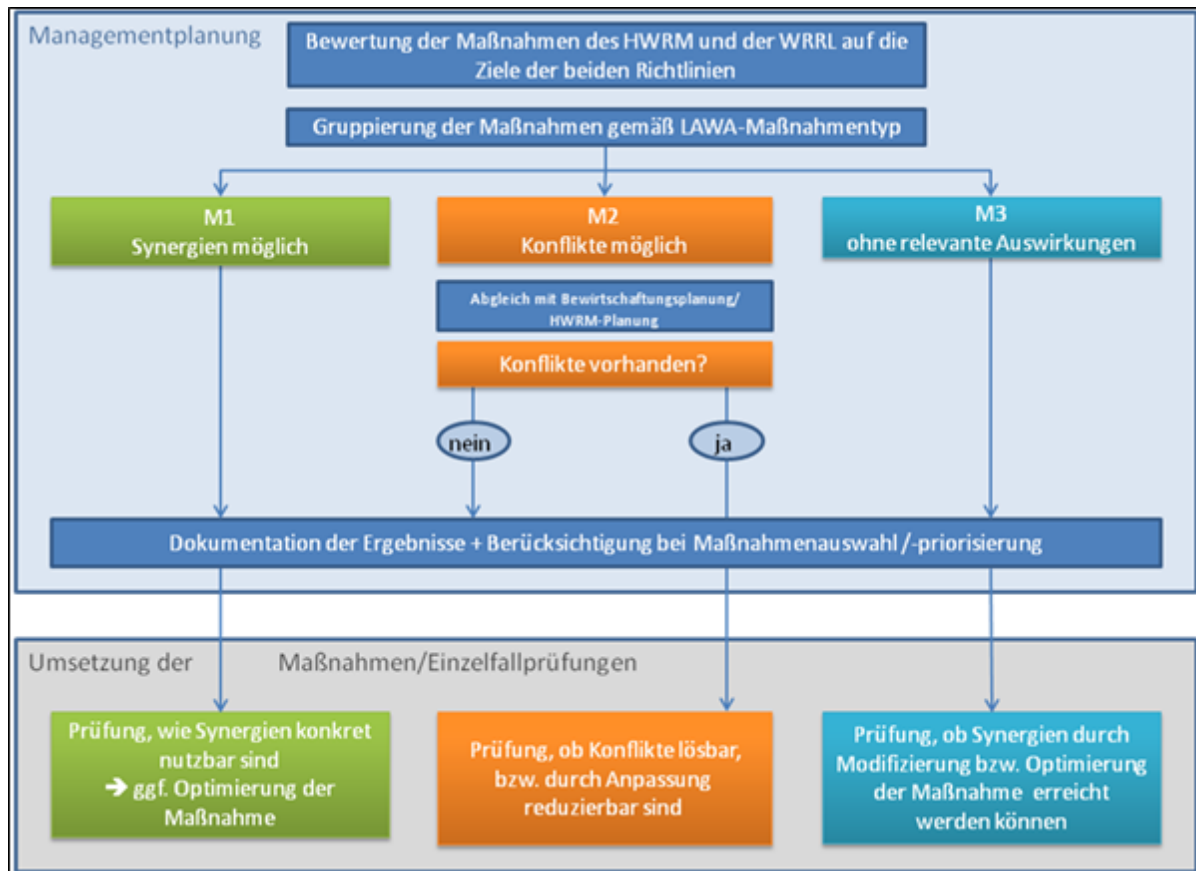 Managementplanung
Bewertung der Maßnahmen des HWRM und der WRRL auf die
Ziele der beiden Richtlinien
Gruppierung der Maßnahmen gemäß LAWA-Maßnahmentyp
M1
Synergien möglich
M2
Konflikte möglich
M3
ohne relevante Auswirkungen
Abgleich mit Bewirtschaftungsplanung/
HWRM-Planung
Konflikte vorhanden?
nein
ja
Dokumentation der Ergebnisse + Berücksichtigung bei Maßnahmenauswahl/-priorisierung
Umsetzung der Maßnahmen/Einzelfallprüfungen
Prüfung, wie Synergien konkret
nutzbar sind
➔ ggf. Optimierung der
Maßnahme
Prüfung, ob Konflikte lösbar,
bzw. durch Anpassung
reduzierbar sind
Prüfung, ob Synergien durch
Modifizierung bzw. Optimierung
der Maßnahme erreicht
werden können